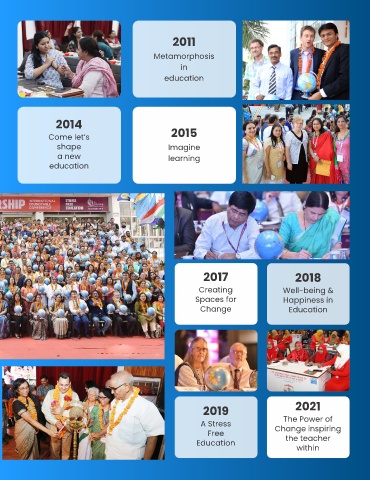 2011
Metamorphosis
in
education
2014
Come let's
shape
a new
education
2015
Imagine
learning
2017
Creating
Spaces for
Change
2018
Well-being &
Happiness in
Education
2019
A Stress
Free
Education
2021
The Power of
Change inspiring
the teacher
within